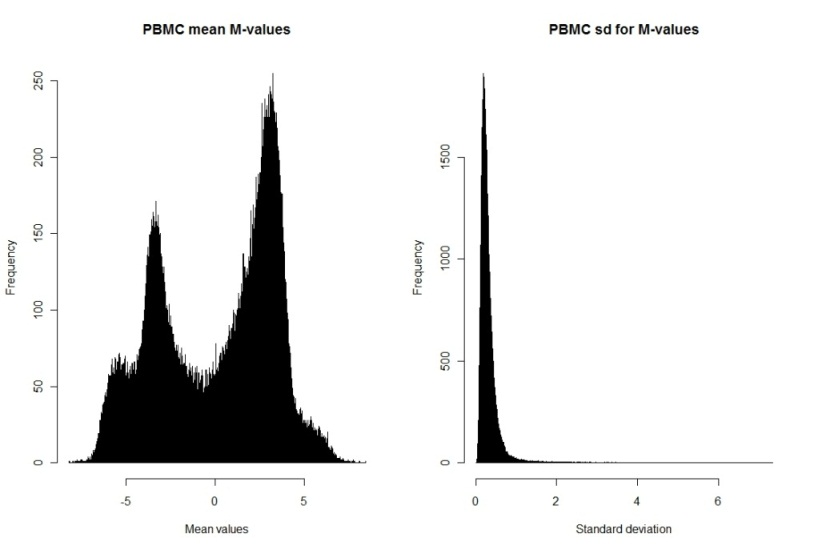 PBMC mean M-values
Frequency
250
200
150
100
50
0
-5 0 5
Mean values
PBMC sd for M-values
Frequency
1500
1000
500
0
0 2 4 6
Standard deviation